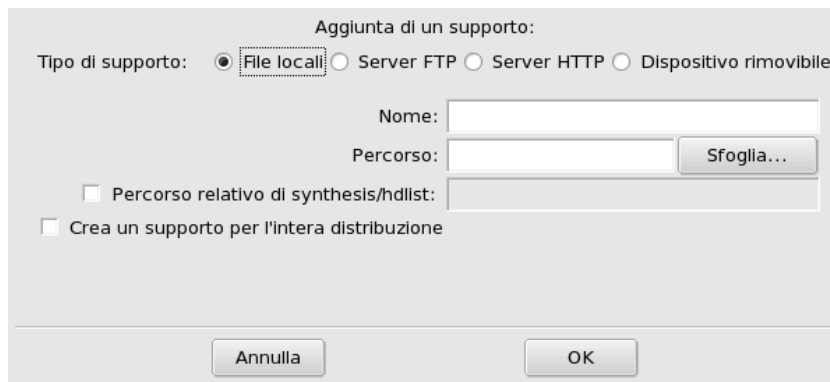 Aggiunta di un supporto:
Tipo di supporto: File locali Server FTP Server HTTP Dispositivo rimovibile
Nome:
Percorso: Sfoglia...
Percorso relativo di synthesis/hdlist:
Crea un supporto per l'intera distribuzione
Annulla OK